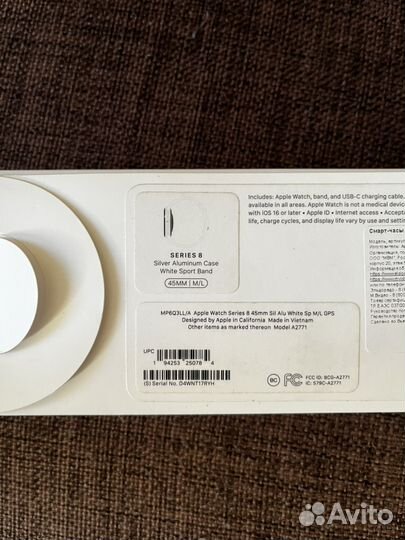 Includes: Apple Watch, band, and USB-C charging cable.
available in all areas. Apple Watch is not a medical device
with iOS 16 or later • Apple ID • Internet access • Accept
life, charge cycles, and display life vary by use and settin
SERIES 8
Silver Aluminum Case
White Sport Band
45MM | M/L
Смарт-часы
MP6Q3LL/A Apple Watch Series 8 45mm Sil Alu White Sp M/L GPS
Designed by Apple in California Made in Vietnam
Other items as marked thereon Model A2771
UPC
1 94253 25078 4
(S) Serial No. D4WNT17RYH
BC
FC
FCC ID: BCG-A2771
IC: 579C-A2771
Avito